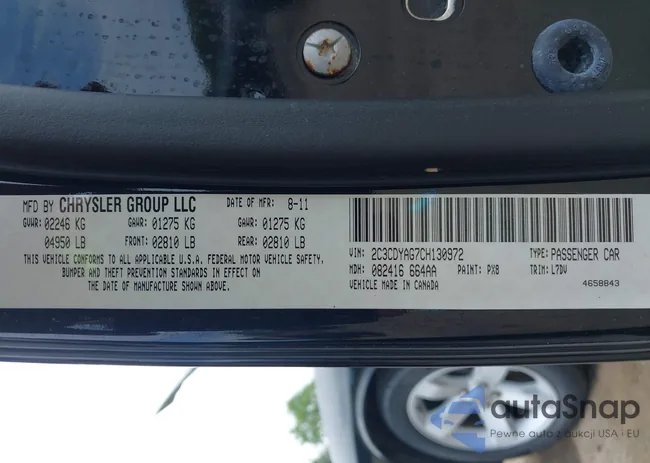 MFD BY CHRYSLER GROUP LLC DATE OF MFR: 8-11
GVWR: 02246 KG GAWR: 01275 KG GAWR: 01275 KG
04950 LB FRONT: 02810 LB REAR: 02810 LB
THIS VEHICLE CONFORMS TO ALL APPLICABLE U.S.A. FEDERAL MOTOR VEHICLE SAFETY,
BUMPER AND THEFT PREVENTION STANDARDS IN EFFECT ON
THE DATE OF MANUFACTURE SHOWN ABOVE.
VIN: 2C3CDYAG7CH130972 TYPE: PASSENGER CAR
MDH: 082416 664AA PAINT: PX8 TRIM: L7DV
VEHICLE MADE IN CANADA 4658843
autaSnap
Pewne auto z aukcji USA i EU